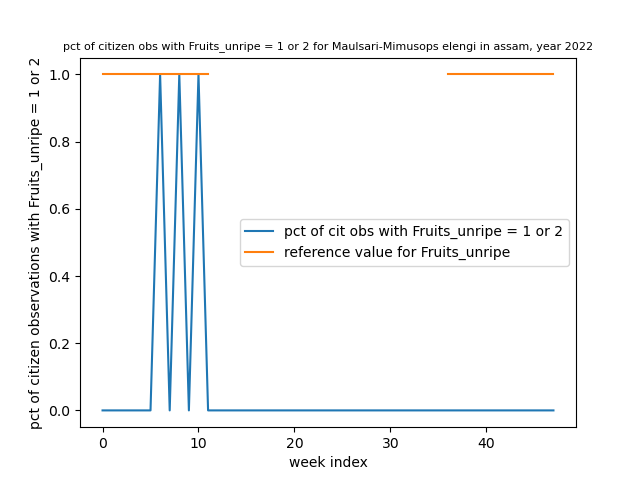 pct of citizen obs with Fruits_unripe = 1 or 2 for Maulsari-Mimusops elengi in assam, year 2022
pct of citizen observations with Fruits_unripe = 1 or 2
1.0
0.8
0.6
0.4
0.2
0.0
pct of cit obs with Fruits_unripe = 1 or 2
reference value for Fruits_unripe
0
10
20
30
40
week index